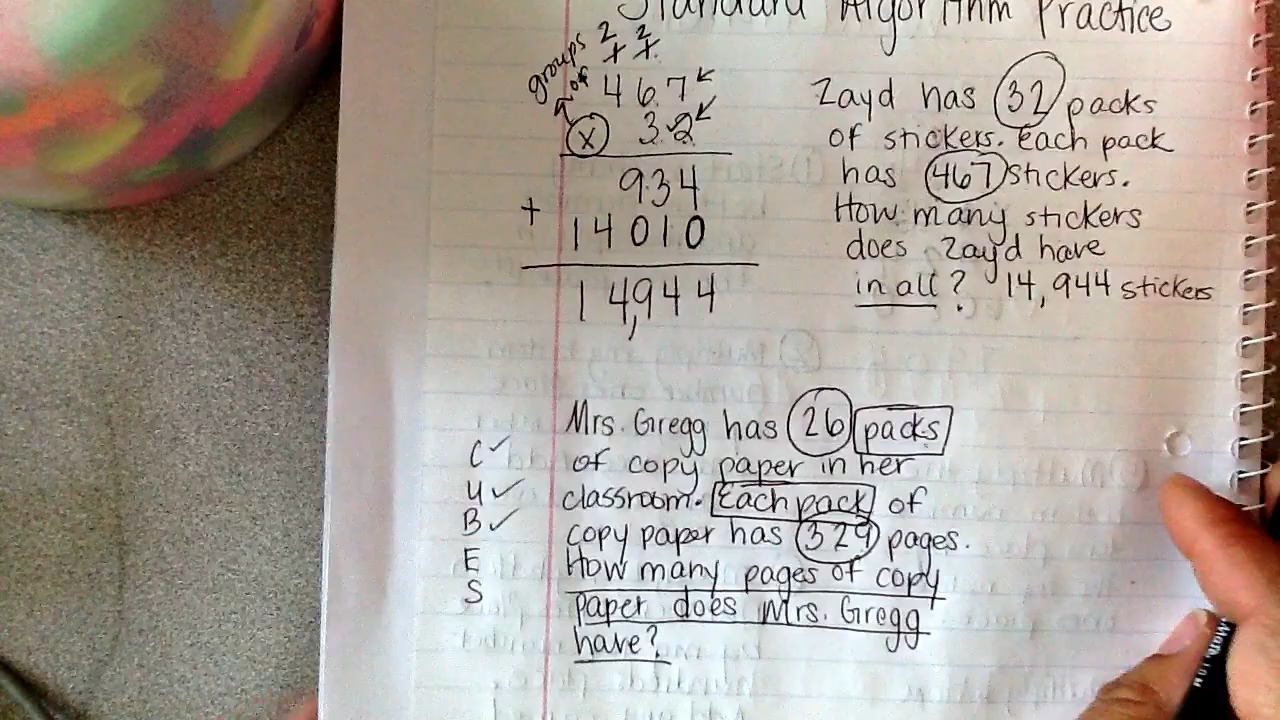 Standard Algorithm Practice
2 2
1 1
groups of
467
x 32
934
+ 14010
14,944
Zayd has 32 packs
of stickers. Each pack
has 467 stickers.
How many stickers
does Zayd have
in all? 14,944 stickers
Mrs. Gregg has 26 packs
of copy paper in her
classroom. Each pack of
copy paper has 329 pages.
How many pages of copy
paper does Mrs. Gregg
have?
C ✓
U ✓
B ✓
E
S